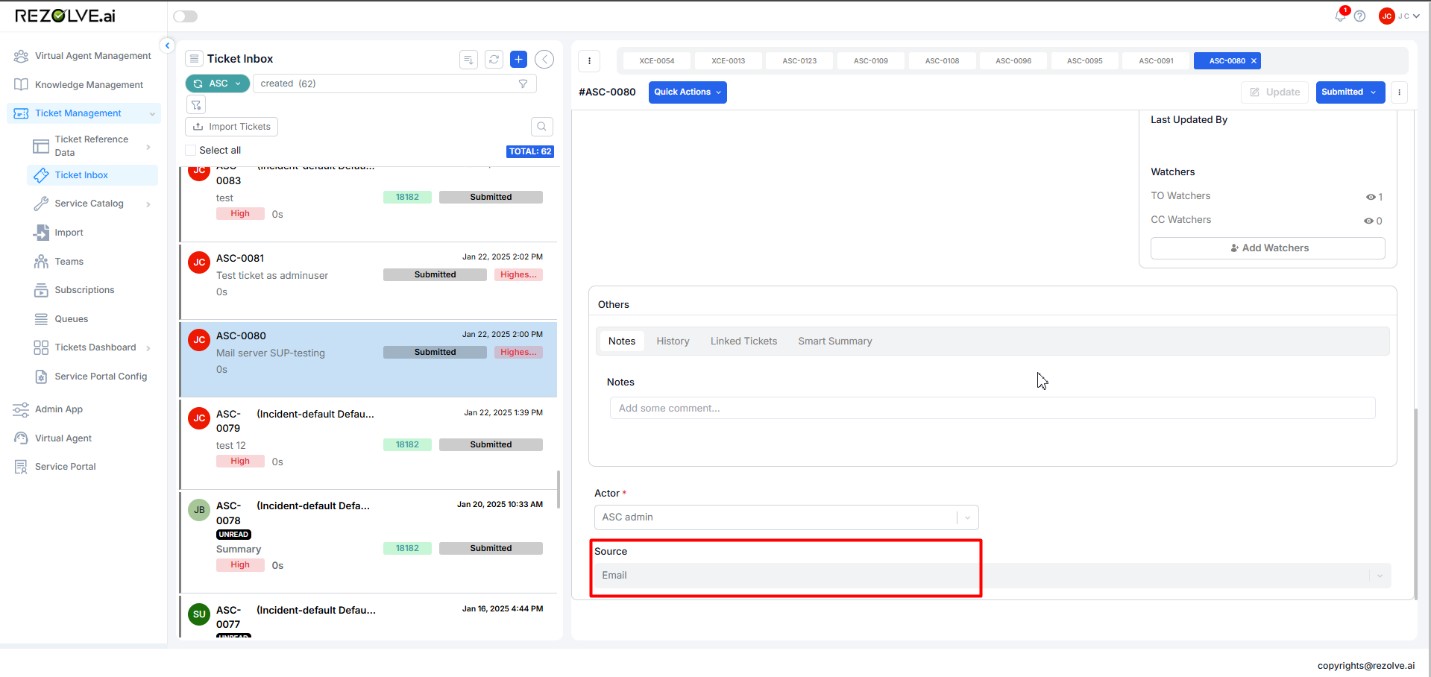 REZOLVE.ai
1
JC
J C
Virtual Agent Management
Knowledge Management
Ticket Management
Ticket Reference
Data
Ticket Inbox
Service Catalog
Import
Teams
Subscriptions
Queues
Tickets Dashboard
Service Portal Config
Admin App
Virtual Agent
Service Portal
Ticket Inbox
ASC
created (62)
Import Tickets
Select all
TOTAL: 62
JC
ASC- (Incident-default Defau...
0083
test
18182
Submitted
High
0s
JC
ASC-0081
Jan 22, 2025 2:02 PM
Test ticket as adminuser
Submitted
Highes...
0s
JC
ASC-0080
Jan 22, 2025 2:00 PM
Mail server SUP-testing
Submitted
Highes...
0s
JC
ASC- (Incident-default Defau...
0079
Jan 22, 2025 1:39 PM
test 12
18182
Submitted
High
0s
JB
ASC- (Incident-default Defa...
0078
Jan 20, 2025 10:33 AM
UNREAD
Summary
18182
Submitted
High
0s
SU
ASC- (Incident-default Defau...
0077
Jan 16, 2025 4:44 PM
UNREAD
XCE-0054
XCE-0013
ASC-0123
ASC-0109
ASC-0108
ASC-0096
ASC-0095
ASC-0091
ASC-0080 X
#ASC-0080
Quick Actions
Update
Submitted
Last Updated By
Watchers
TO Watchers
1
CC Watchers
0
Add Watchers
Others
Notes
History
Linked Tickets
Smart Summary
Notes
Add some comment...
Actor *
ASC admin
Source
Email
copyrights@rezolve.ai